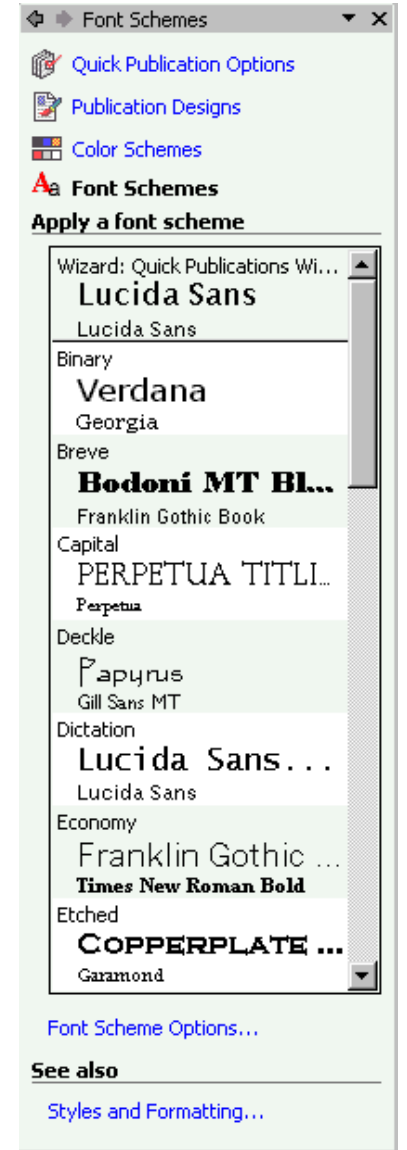 Font Schemes
Quick Publication Options
Publication Designs
Color Schemes
Font Schemes
Apply a font scheme
Wizard: Quick Publications Wi...
Lucida Sans
Lucida Sans
Binary
Verdana
Georgia
Breve
Bodoni MT Bl...
Franklin Gothic Book
Capital
PERPETUA TITLI...
Perpetua
Deckle
Papyrus
Gill Sans MT
Dictation
Lucida Sans...
Lucida Sans
Economy
Franklin Gothic ...
Times New Roman Bold
Etched
COPPERPLATE ...
Garamond
Font Scheme Options...
See also
Styles and Formatting...